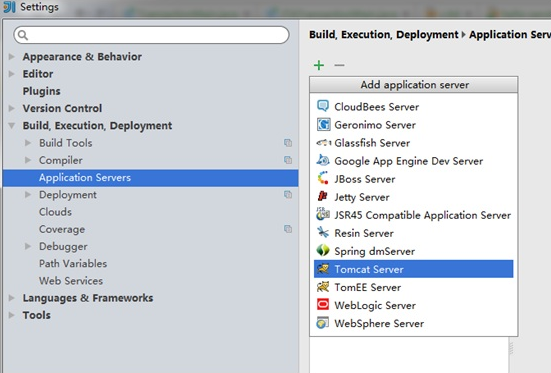 Settings
Appearance & Behavior
Editor
Plugins
Version Control
Build, Execution, Deployment
Build Tools
Compiler
Application Servers
Deployment
Clouds
Coverage
Debugger
Path Variables
Web Services
Languages & Frameworks
Tools
Build, Execution, Deployment ▸ Application Serv
Add application server
CloudBees Server
Geronimo Server
Glassfish Server
Google App Engine Dev Server
JBoss Server
Jetty Server
JSR45 Compatible Application Server
Resin Server
Spring dmServer
Tomcat Server
TomEE Server
WebLogic Server
WebSphere Server